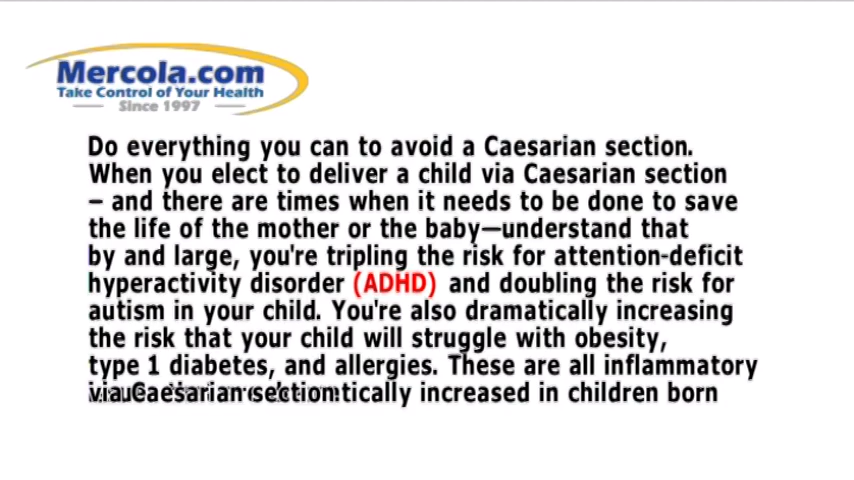 Mercola.com
Take Control of Your Health
Since 1997
Do everything you can to avoid a Caesarian section.
When you elect to deliver a child via Caesarian section
– and there are times when it needs to be done to save
the life of the mother or the baby—understand that
by and large, you're tripling the risk for attention-deficit
hyperactivity disorder (ADHD) and doubling the risk for
autism in your child. You're also dramatically increasing
the risk that your child will struggle with obesity,
type 1 diabetes, and allergies. These are all inflammatory
via Caesarian section increased in children born